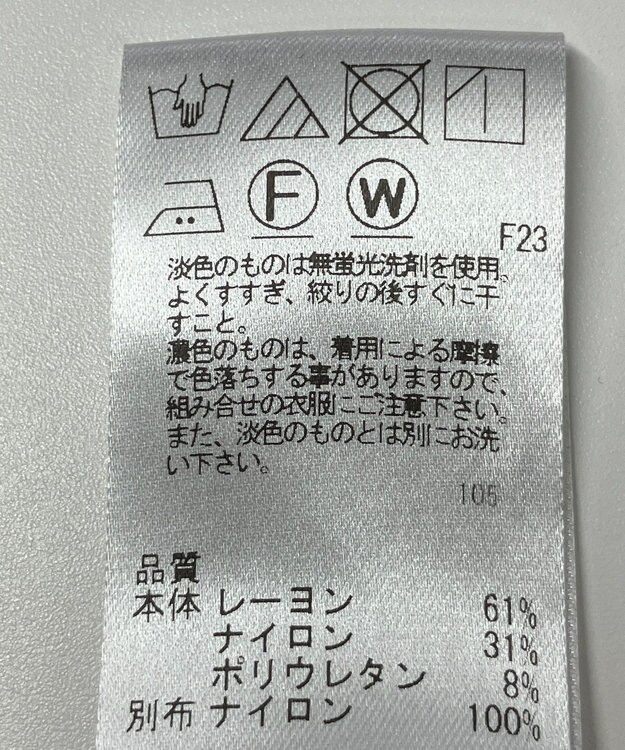 F W
F23
淡色のものは無蛍光洗剤を使用。
よくすすぎ、絞りの後すぐに干
すこと。
濃色のものは、着用による摩擦
で色落ちする事がありますので、
組み合せの衣服にご注意下さい。
また、淡色のものとは別にお洗
い下さい。
105
品質
本体 レーヨン 61%
ナイロン 31%
ポリウレタン 8%
別布 ナイロン 100%